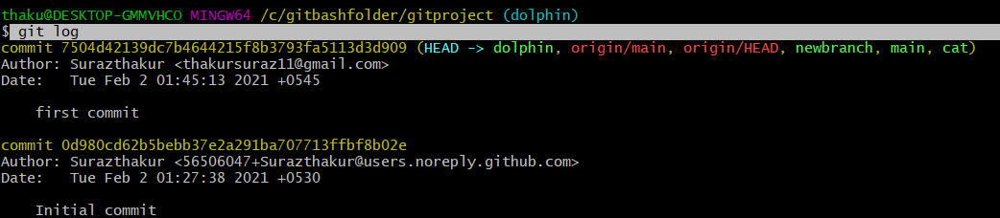 thaku@DESKTOP-GMMVHCO MINGW64 /c/gitbashfolder/gitproject (dolphin)
$ git log
commit 7504d42139dc7b4644215f8b3793fa5113d3d909 (HEAD -> dolphin, origin/main, origin/HEAD, newbranch, main, cat)
Author: Surazthakur <thakursuraz11@gmail.com>
Date:   Tue Feb 2 01:45:13 2021 +0545
    first commit
commit 0d980cd62b5bebb37e2a291ba707713ffbf8b02e
Author: Surazthakur <56506047+Surazthakur@users.noreply.github.com>
Date:   Tue Feb 2 01:27:38 2021 +0530
    Initial commit